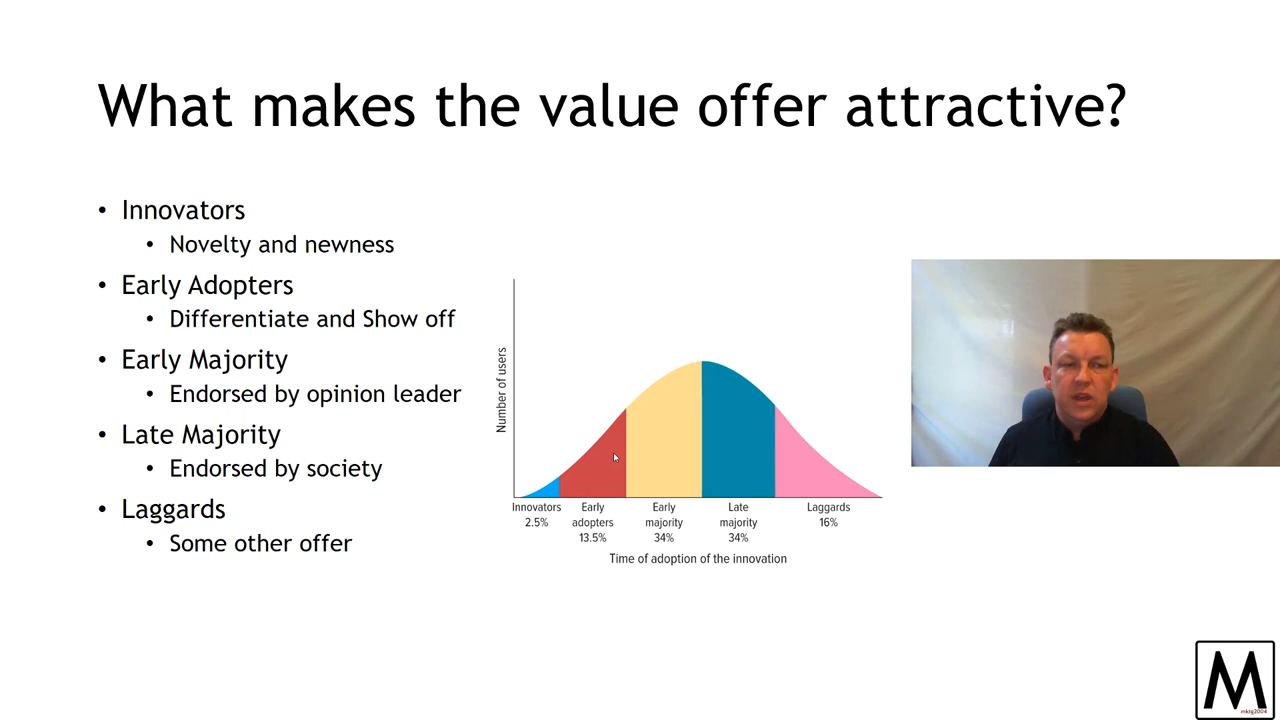 What makes the value offer attractive?
• Innovators
• Novelty and newness
• Early Adopters
• Differentiate and Show off
• Early Majority
• Endorsed by opinion leader
• Late Majority
• Endorsed by society
• Laggards
• Some other offer
Number of users
Innovators
2.5%
Early
adopters
13.5%
Early
majority
34%
Late
majority
34%
Laggards
16%
Time of adoption of the innovation
M
mktg2004